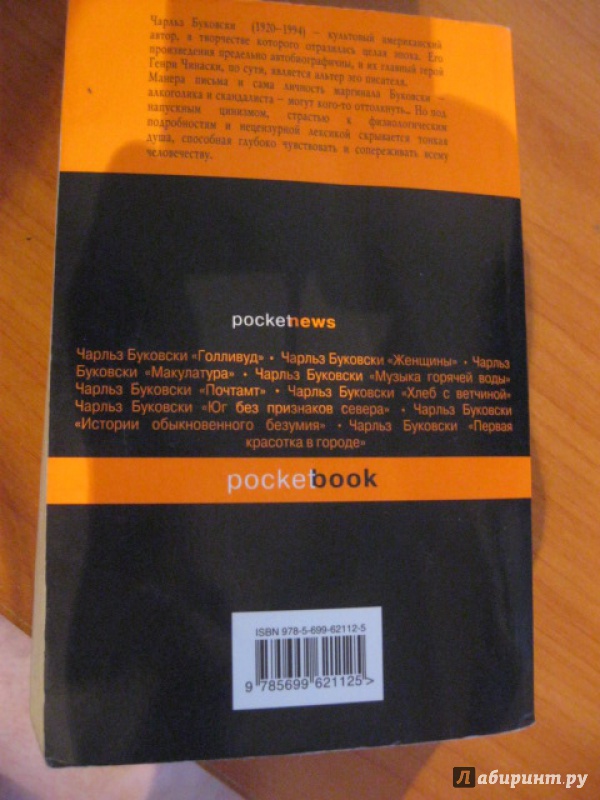 Чарльз Буковски (1920–1994) – культовый американский
автор, в творчестве которого отразилась целая эпоха. Его
произведения предельно автобиографичны, и их главный герой
Генри Чинаски, по сути, является альтер эго писателя.
Манера письма и сама личность маргинала Буковски –
алкоголика и скандалиста – могут кого-то оттолкнуть.. Но под
напускным цинизмом, страстью к физиологическим
подробностям и нецензурной лексикой скрывается тонкая
душа, способная глубоко чувствовать и сопереживать всему
человечеству.
pocketnews
Чарльз Буковски «Голливуд» • Чарльз Буковски «Женщины» • Чарльз
Буковски «Макулатура» • Чарльз Буковски «Музыка горячей воды»
Чарльз Буковски «Почтамт» • Чарльз Буковски «Хлеб с ветчиной»
Чарльз Буковски «Юг без признаков севера» • Чарльз Буковски
«Истории обыкновенного безумия» • Чарльз Буковски «Первая
красотка в городе»
pocketbook
ISBN 978-5-699-62112-5
9 785699 621125 >
Лабиринт.ру